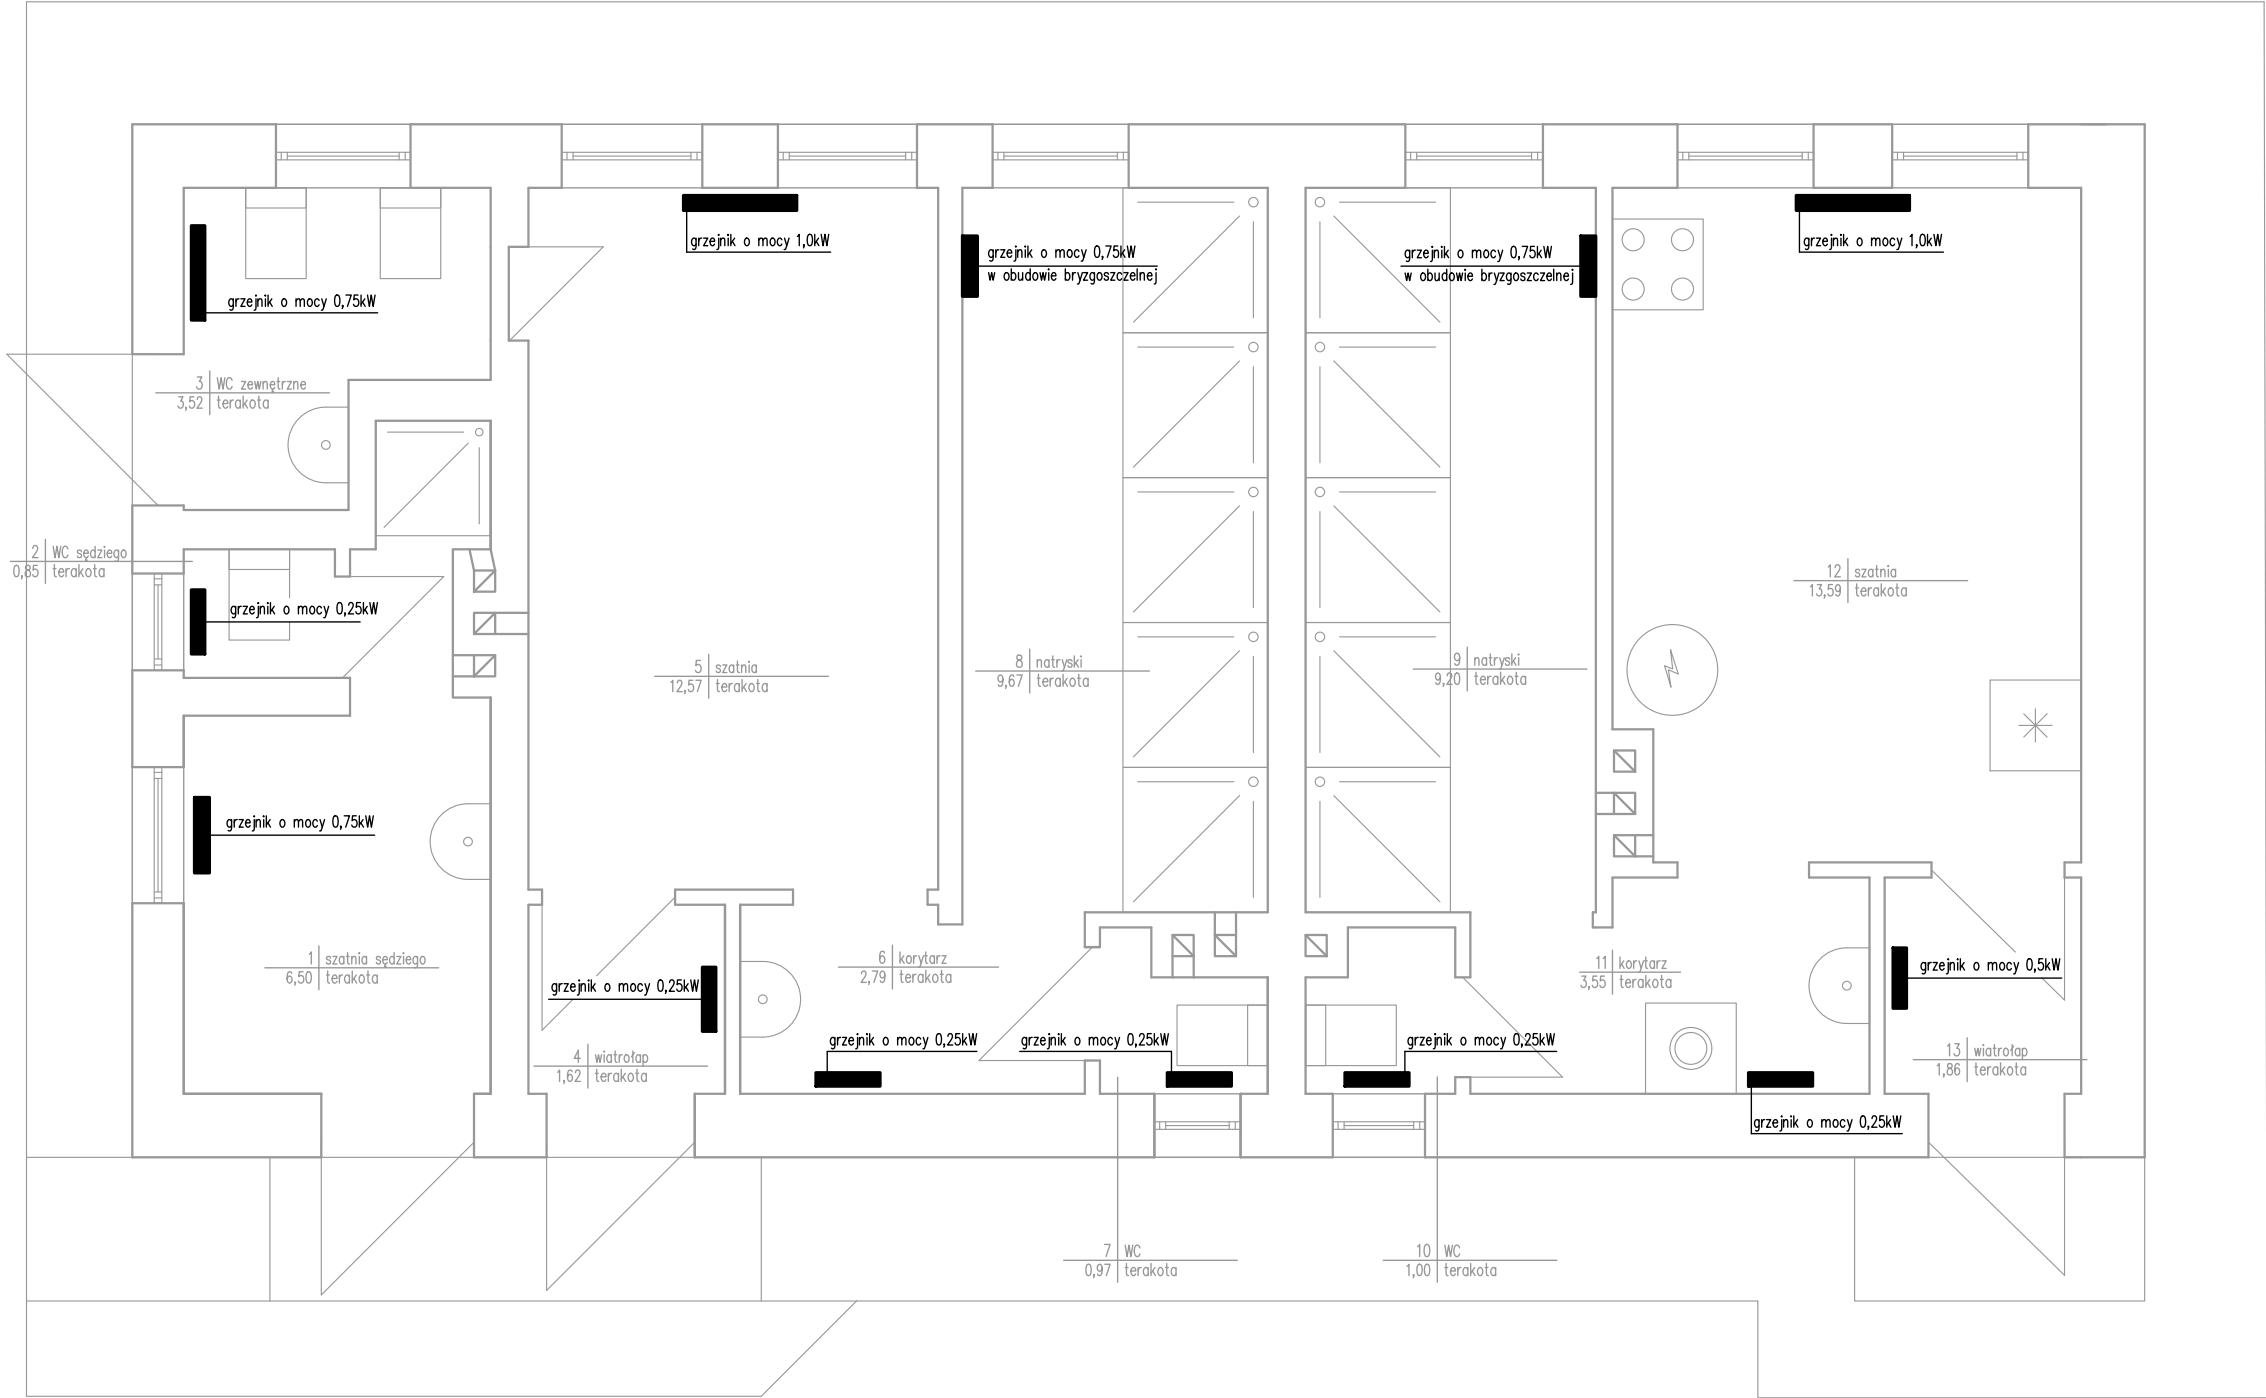 grzejnik o mocy 1,0kW
grzejnik o mocy 0,75kW
w obudowie bryzgoszczelnej
grzejnik o mocy 0,75kW
w obudowie bryzgoszczelnej
grzejnik o mocy 1,0kW
grzejnik o mocy 0,75kW
3 WC zewnętrzne
3,52 terakota
2 WC sędziego
0,85 terakota
grzejnik o mocy 0,25kW
12 szatnia
13,59 terakota
5 szatnia
12,57 terakota
8 natryski
9,67 terakota
9 natryski
9,20 terakota
grzejnik o mocy 0,75kW
1 szatnia sędziego
6,50 terakota
grzejnik o mocy 0,25kW
6 korytarz
2,79 terakota
11 korytarz
3,55 terakota
grzejnik o mocy 0,5kW
grzejnik o mocy 0,25kW
grzejnik o mocy 0,25kW
grzejnik o mocy 0,25kW
4 wiatrołap
1,62 terakota
13 wiatrołap
1,86 terakota
grzejnik o mocy 0,25kW
7 WC
0,97 terakota
10 WC
1,00 terakota